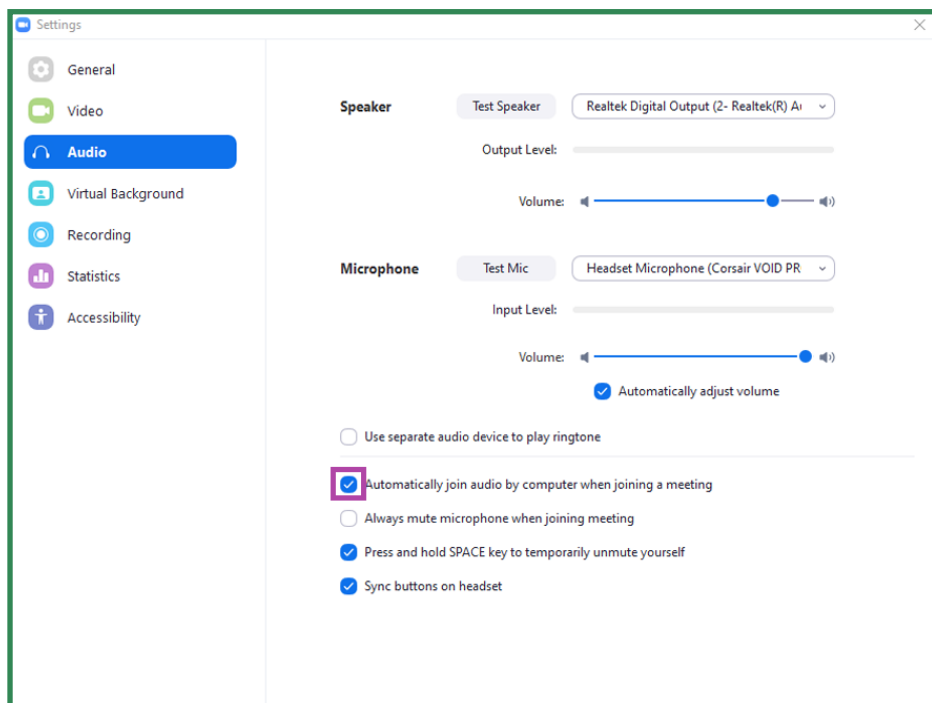 Settings
General
Video
Audio
Virtual Background
Recording
Statistics
Accessibility
Speaker Test Speaker Realtek Digital Output (2- Realtek(R) Au
Output Level:
Volume:
Microphone Test Mic Headset Microphone (Corsair VOID PR
Input Level:
Volume:
Automatically adjust volume
Use separate audio device to play ringtone
Automatically join audio by computer when joining a meeting
Always mute microphone when joining meeting
Press and hold SPACE key to temporarily unmute yourself
Sync buttons on headset